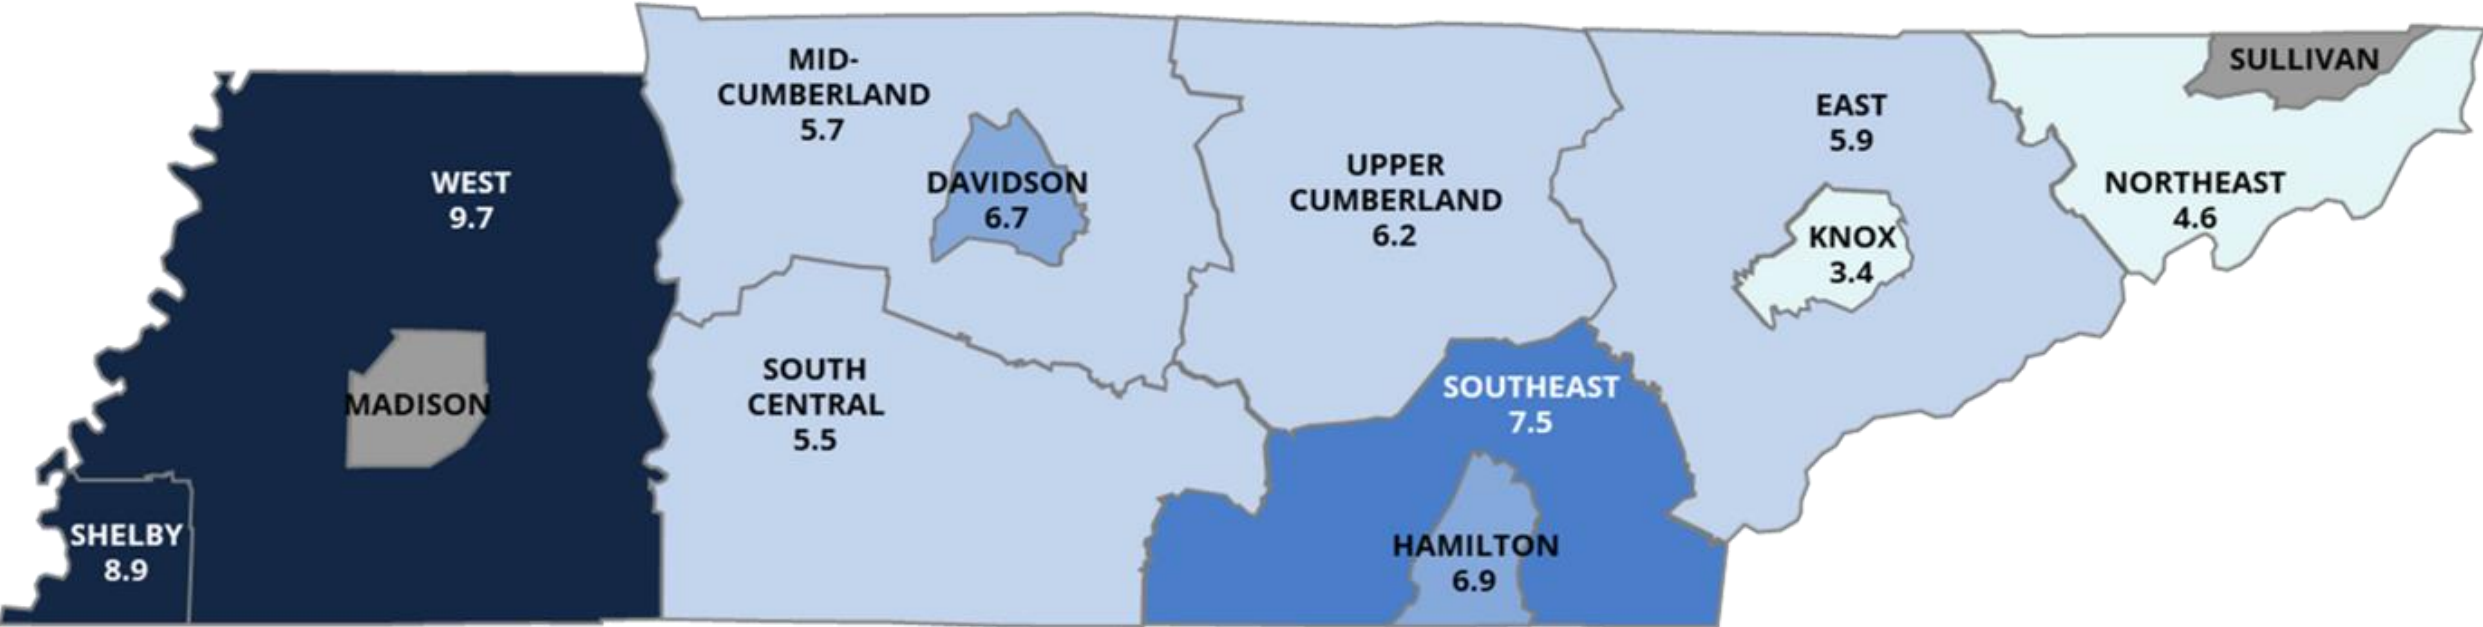 MID-
CUMBERLAND
5.7
DAVIDSON
6.7
WEST
9.7
MADISON
SHELBY
8.9
SOUTH
CENTRAL
5.5
UPPER
CUMBERLAND
6.2
SOUTHEAST
7.5
HAMILTON
6.9
EAST
5.9
KNOX
3.4
SULLIVAN
NORTHEAST
4.6